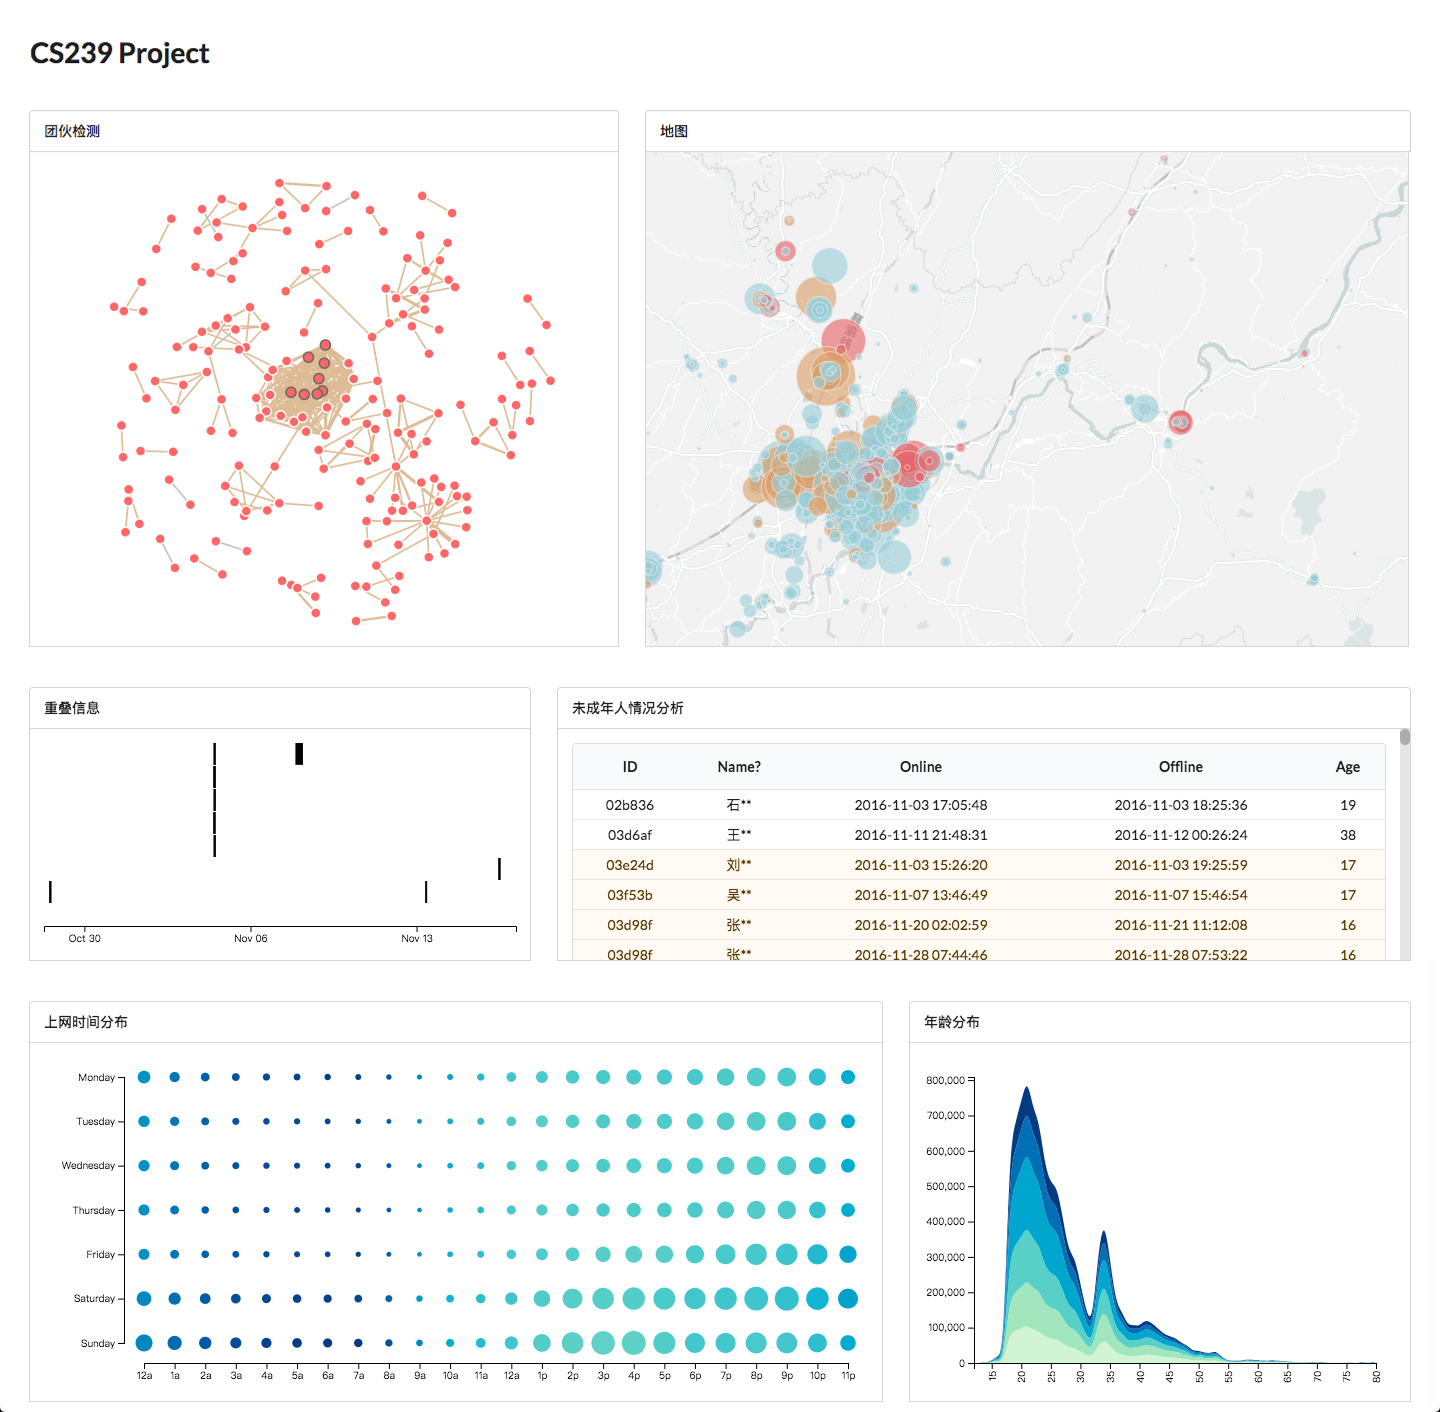 CS239 Project
团伙检测
地图
重叠信息
Oct 30 Nov 06 Nov 13
未成年人情况分析
ID Name? Online Offline Age
02b836 石** 2016-11-03 17:05:48 2016-11-03 18:25:36 19
03d6af 王** 2016-11-11 21:48:31 2016-11-12 00:26:24 38
03e24d 刘** 2016-11-03 15:26:20 2016-11-03 19:25:59 17
03f53b 吴** 2016-11-07 13:46:49 2016-11-07 15:46:54 17
03d98f 张** 2016-11-20 02:02:59 2016-11-21 11:12:08 16
03d98f 张** 2016-11-28 07:44:46 2016-11-28 07:53:22 16
上网时间分布
Monday
Tuesday
Wednesday
Thursday
Friday
Saturday
Sunday
12a 1a 2a 3a 4a 5a 6a 7a 8a 9a 10a 11a 12a 1p 2p 3p 4p 5p 6p 7p 8p 9p 10p 11p
年龄分布
800,000
700,000
600,000
500,000
400,000
300,000
200,000
100,000
0
15 20 25 30 35 40 45 50 55 60 65 70 75 80